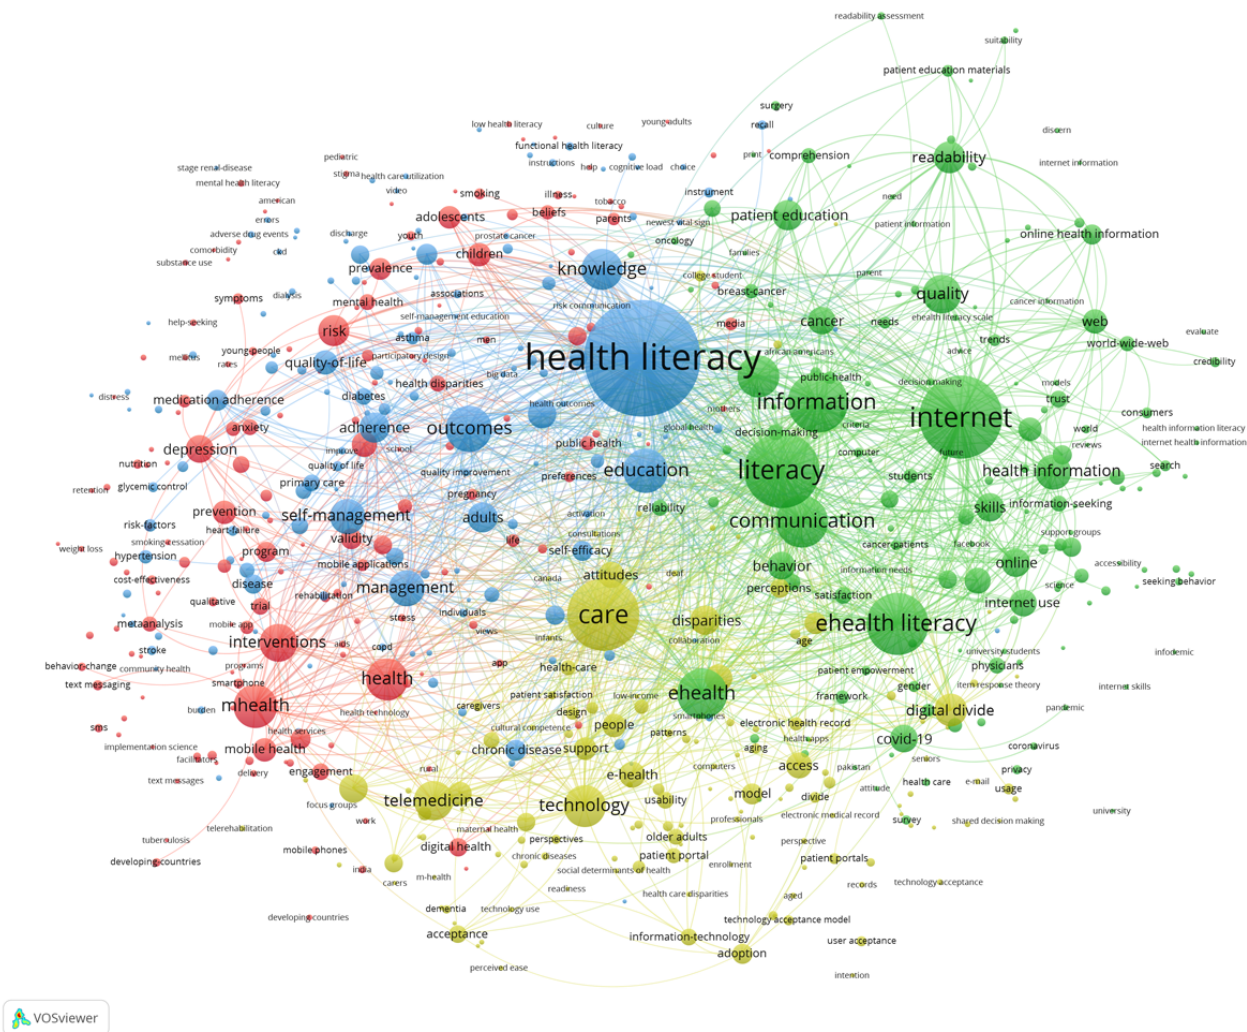 readability assessment
suitability
patient education materials
surgery
low health literacy
culture
young-adults
recall
discern
functional health literacy
pediatric
instructions
help
cognitive load
choice
print
comprehension
readability
internet information
stage renal-disease
stigma
health care utilization
mental health literacy
video
smoking
illness
instrument
need
american
tobacco
adolescents
beliefs
parents
newest vital sign
patient education
patient information
errors
adverse drug events
discharge
youth
prostate cancer
oncology
online health information
comorbidity
ckd
children
families
substance use
prevalence
knowledge
college student
parent
symptoms
dialysis
mental health
associations
breast-cancer
quality
risk communication
cancer information
help-seeking
risk
self-management education
media
cancer
needs
ehealth literacy scale
web
evaluate
asthma
men
trends
world-wide-web
young-people
participatory design
health literacy
african americans
advice
melanis
rates
quality-of-life
credibility
big data
public-health
decision making
models
health disparities
distress
medication adherence
diabetes
health outcomes
mothers
information
trust
consumers
anxiety
adherence
outcomes
global-health
decision-making
criteria
internet
world
health information literacy
depression
improve
school
public health
computer
future
reviews
internet health information
nutrition
quality of life
quality improvement
education
literacy
students
health information
search
retention
glycemic control
primary care
pregnancy
preferences
reliability
skills
information-seeking
prevention
self-management
adults
activation
communication
risk-factors
heart-failure
validity
life
consultations
support groups
weight loss
smoking-cessation
program
self-efficacy
cancer-patients
facebook
hypertension
mobile applications
behavior
information needs
online
accessibility
cost-effectiveness
disease
management
canada
attitudes
deaf
perceptions
science
seeking behavior
qualitative
trial
rehabilitation
satisfaction
internet use
metaanalysis
mobile app
stress
individuals
care
disparities
ehealth literacy
interventions
aids
copd
views
infants
collaboration
age
stroke
university students
infodemic
behavior-change
community health
programs
app
health-care
patient empowerment
physicians
text messaging
smartphone
health
patient satisfaction
low-income
ehealth
gender
item response theory
internet skills
burden
mhealth
health technology
caregivers
design
smartphones
framework
digital divide
pandemic
sms
health services
cultural competence
people
patterns
electronic health record
implementation science
mobile health
chronic disease
support
aging
health apps
covid-19
coronavirus
facilitators
delivery
engagement
rural
e-health
computers
access
pakistan
seniors
privacy
text messages
health care
e-mail
focus groups
telemedicine
technology
usability
model
divide
attitude
usage
university
work
professionals
electronic medical record
survey
shared decision making
telerehabilitation
maternal health
tuberculosis
mobile phones
digital health
perspectives
older adults
perspective
developing-countries
india
chronic diseases
patient portal
enrollment
patient portals
carers
m-health
social determinants of health
records
technology acceptance
readiness
health care disparities
aged
developing countries
dementia
technology use
technology acceptance model
acceptance
information-technology
user acceptance
adoption
perceived ease
intention
VOSviewer